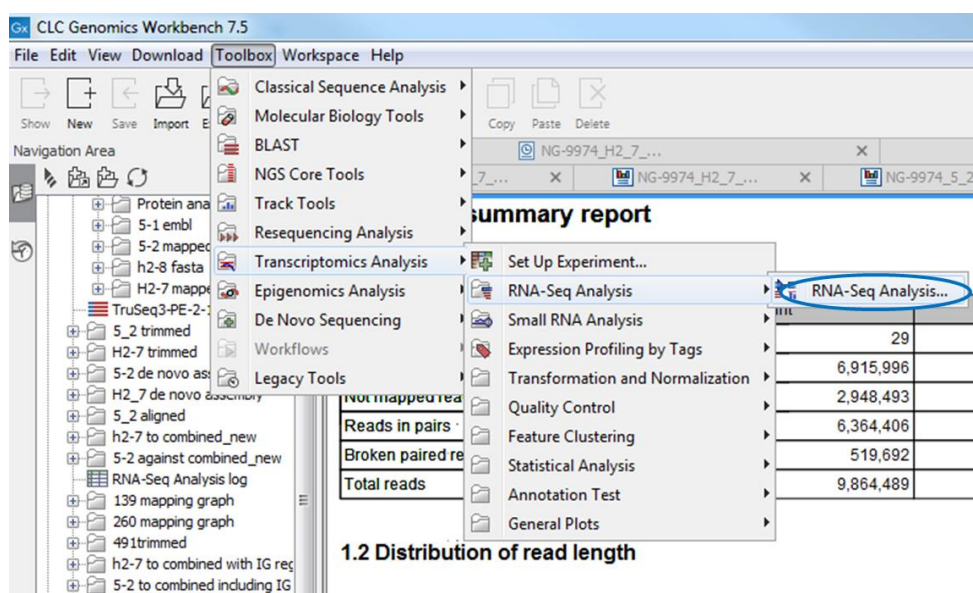 CLC Genomics Workbench 7.5
File Edit View Download Toolbox Workspace Help
Show New Save Import Copy Paste Delete
Navigation Area
NG-9974_H2_7_...
_7_... NG-9974_H2_7_... NG-9974_5_2
Classical Sequence Analysis
Molecular Biology Tools
BLAST
NGS Core Tools
Track Tools
Resequencing Analysis
Transcriptomics Analysis
Epigenomics Analysis
De Novo Sequencing
Workflows
Legacy Tools
Set Up Experiment...
RNA-Seq Analysis
Small RNA Analysis
Expression Profiling by Tags
Transformation and Normalization
Quality Control
Feature Clustering
Statistical Analysis
Annotation Test
General Plots
RNA-Seq Analysis...
Protein ana
5-1 embl
5-2 mapped
h2-8 fasta
H2-7 mappe
TruSeq3-PE-2-1
5_2 trimmed
H2-7 trimmed
5-2 de novo ass
H2_7 de novo assembly
5_2 aligned
h2-7 to combined_new
5-2 against combined_new
RNA-Seq Analysis log
139 mapping graph
260 mapping graph
491trimmed
h2-7 to combined with IG reg
5-2 to combined including IG
summary report
29
6,915,996
Not mapped rea 2,948,493
Reads in pairs 6,364,406
Broken paired re 519,692
Total reads 9,864,489
1.2 Distribution of read length